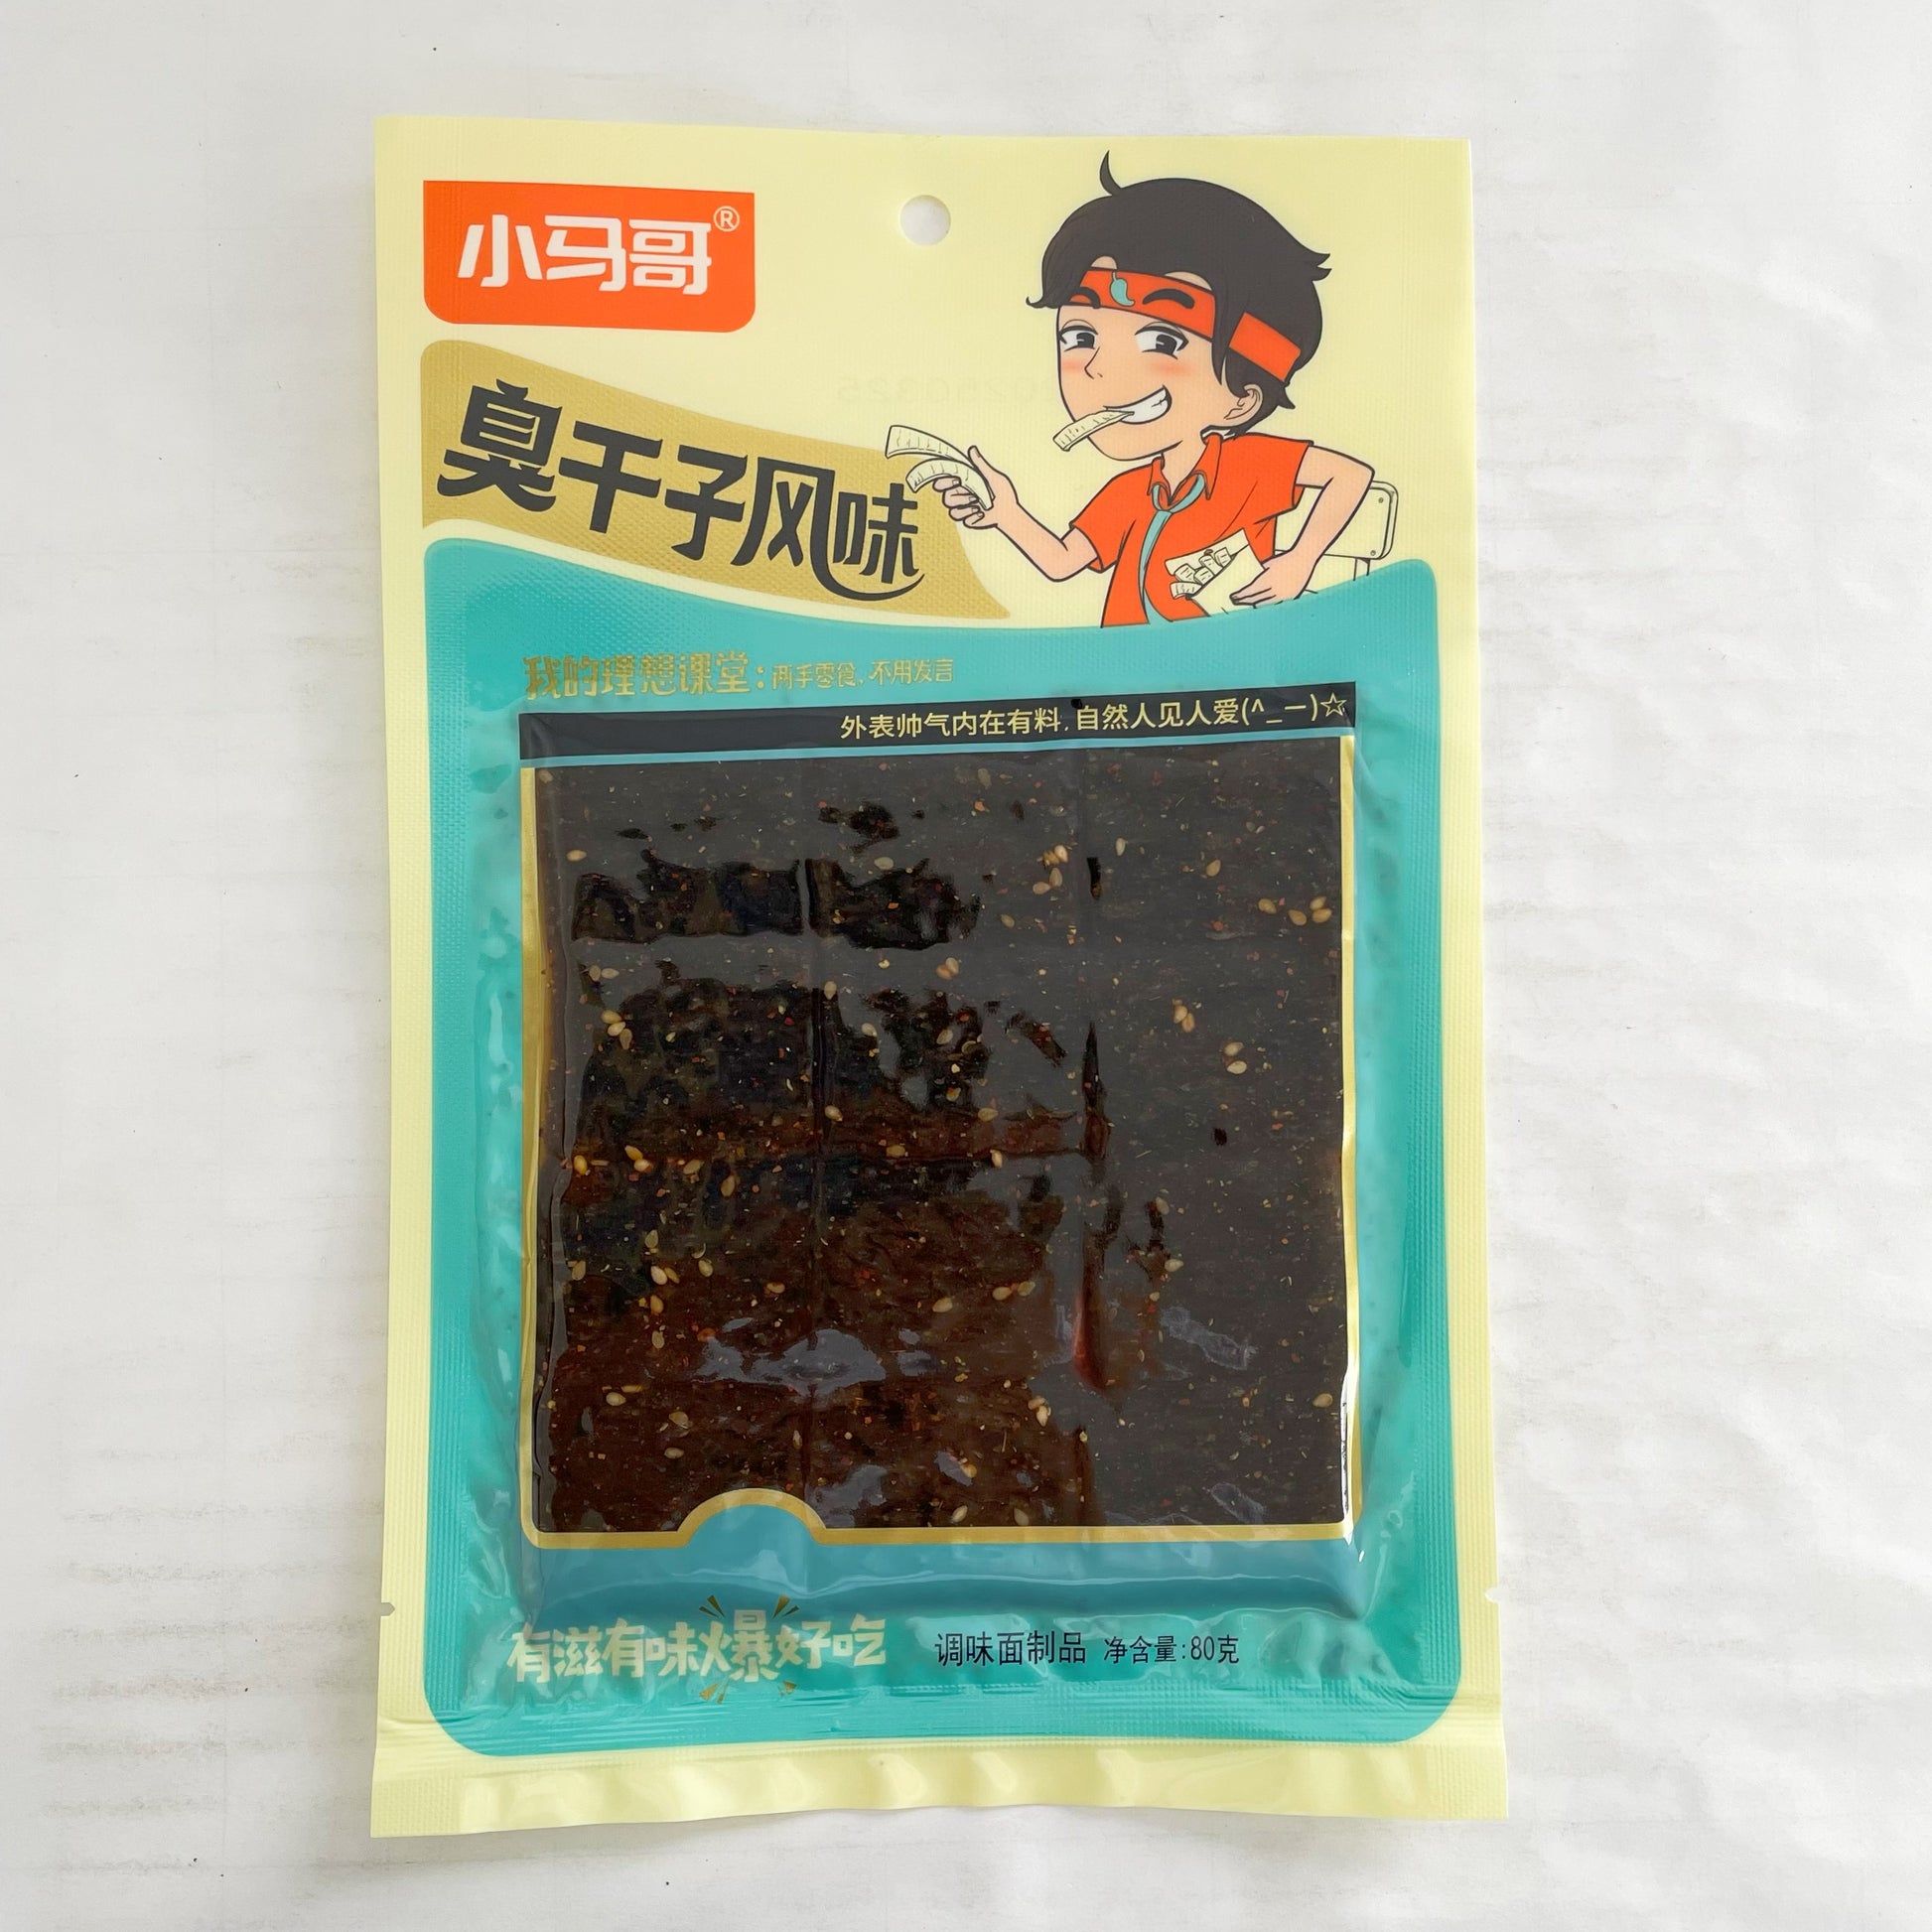 小马哥®
臭干子风味
我的理想课堂：两手零食，不用发言
外表帅气内在有料，自然人见人爱(^_一)☆
有滋有味爆好吃
调味面制品 净含量:80克